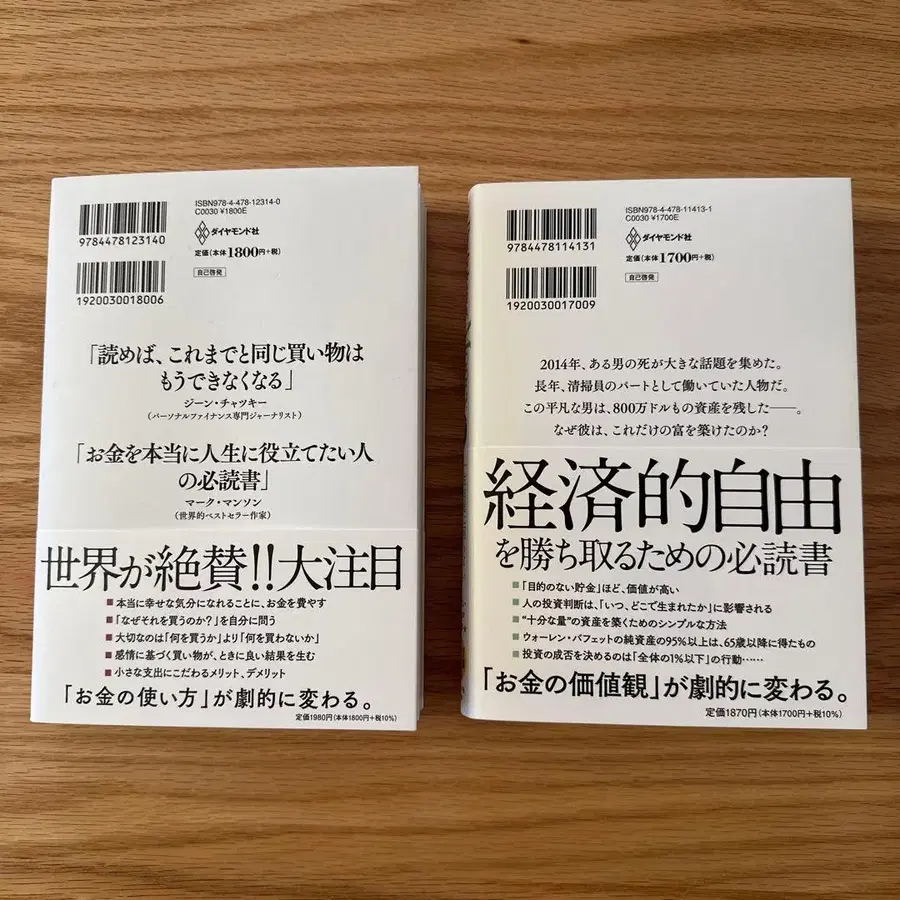 ISBN978-4-478-12314-0
C0030 ¥1800E
9784478123140
ダイヤモンド社
定価(本体1800円+税)
自己啓発
1920030018006
「読めば、これまでと同じ買い物は
もうできなくなる」
ジーン・チャツキー
(パーソナルファイナンス専門ジャーナリスト)
「お金を本当に人生に役立てたい人
の必読書」
マーク・マンソン
(世界的ベストセラー作家)
世界が絶賛!!大注目
■ 本当に幸せな気分になれることに、お金を費やす
■ 「なぜそれを買うのか?」を自分に問う
■ 大切なのは「何を買うか」より「何を買わないか」
■ 感情に基づく買い物が、ときに良い結果を生む
■ 小さな支出にこだわるメリット、デメリット
「お金の使い方」が劇的に変わる。
定価1980円(本体1800円+税10%)
ISBN978-4-478-11413-1
C0030 ¥1700E
9784478114131
ダイヤモンド社
定価(本体1700円+税)
自己啓発
1920030017009
2014年、ある男の死が大きな話題を集めた。
長年、清掃員のパートとして働いていた人物だ。
この平凡な男は、800万ドルもの資産を残した——。
なぜ彼は、これだけの富を築けたのか?
経済的自由
を勝ち取るための必読書
■ 「目的のない貯金」ほど、価値が高い
■ 人の投資判断は、「いつ、どこで生まれたか」に影響される
■ "十分な量"の資産を築くためのシンプルな方法
■ ウォーレン・バフェットの純資産の95%以上は、65歳以降に得たもの
■ 投資の成否を決めるのは「全体の1%以下」の行動……
「お金の価値観」が劇的に変わる。
定価1870円(本体1700円+税10%)